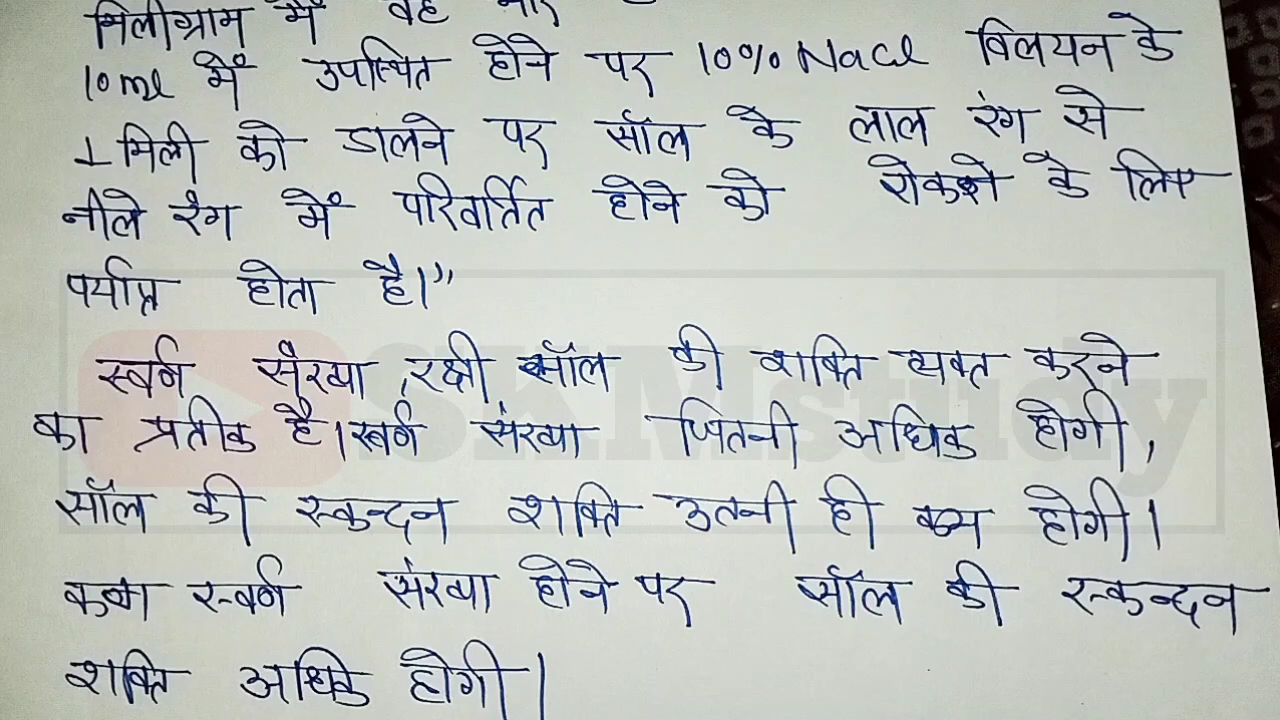 मिलीग्राम में वह
10ml में उपस्थित होने पर 10% NaCl विलयन के
1 मिली को डालने पर सॉल के लाल रंग से
नीले रंग में परिवर्तित होने को रोकने के लिए
पर्याप्त होता है।”
स्वर्ण संख्या, रक्षी सॉल की शक्ति व्यक्त करने
का प्रतीक है। स्वर्ण संख्या जितनी अधिक होगी,
सॉल की स्कन्दन शक्ति उतनी ही कम होगी।
कम स्वर्ण संख्या होने पर सॉल की स्कन्दन
शक्ति अधिक होगी।
SKMstudy